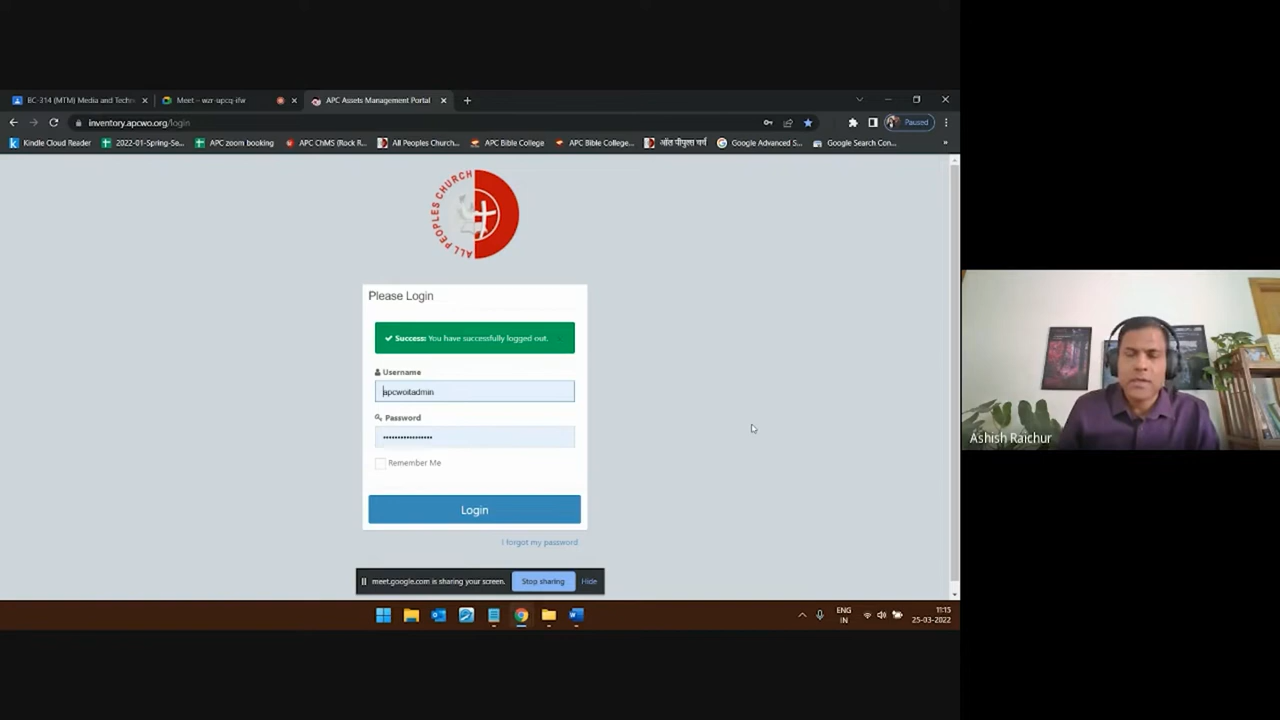 BC-314 (MTM) Media and Techn
Meet – wzr-upcq-ifw
APC Assets Management Portal
inventory.apcwo.org/login
Paused
Kindle Cloud Reader
2022-01-Spring-Se...
APC zoom booking
APC ChMS (Rock R...
All Peoples Church...
APC Bible College
APC Bible College...
ऑल पीपुल्स चर्च
Google Advanced S...
Google Search Con...
ALL PEOPLES CHURCH
Please Login
Success: You have successfully logged out.
Username
apcwoitadmin
Password
Remember Me
Login
I forgot my password
meet.google.com is sharing your screen.
Stop sharing
Hide
ENG
IN
11:15
25-03-2022
Ashish Raichur